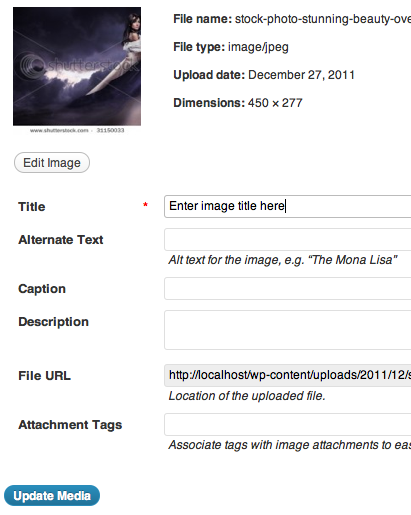 File name: stock-photo-stunning-beauty-ove
File type: image/jpeg
Upload date: December 27, 2011
Dimensions: 450 × 277
shutterstock
www.shutterstock.com · 31150033
Edit Image
Title * Enter image title here
Alternate Text
Alt text for the image, e.g. “The Mona Lisa”
Caption
Description
File URL http://localhost/wp-content/uploads/2011/12/s
Location of the uploaded file.
Attachment Tags
Associate tags with image attachments to eas
Update Media